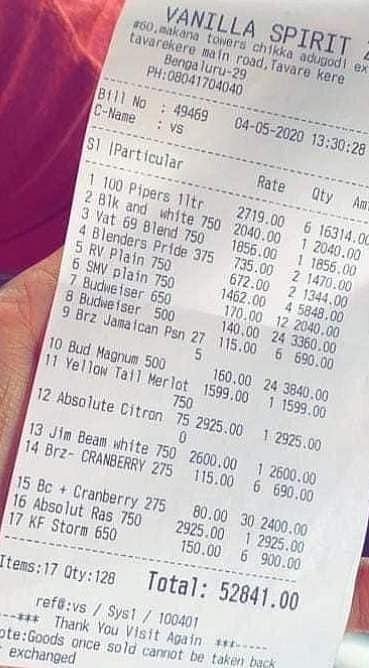 VANILLA SPIRIT Z
#60,makana towers chikka adugodi ex
tavarekere main road,Tavare kere
Bengaluru-29
PH:08041704040
Bill No : 49469 04-05-2020 13:30:28
C-Name : vs
Sl |Particular Rate Qty Am
1 100 Pipers 1ltr 2719.00 6 16314.00
2 Blk and white 750 2040.00 1 2040.00
3 Vat 69 Blend 750 1856.00 1 1856.00
4 Blenders Pride 375 735.00 2 1470.00
5 RV Plain 750 672.00 2 1344.00
6 SMV plain 750 1462.00 4 5848.00
7 Budweiser 650 170.00 12 2040.00
8 Budweiser 500 140.00 24 3360.00
9 Brz Jamaican Psn 27 115.00 6 690.00
5
10 Bud Magnum 500 160.00 24 3840.00
11 Yellow Tail Merlot 1599.00 1 1599.00
750
12 Absolute Citron 75 2925.00 1 2925.00
0
13 Jim Beam white 750 2600.00 1 2600.00
14 Brz- CRANBERRY 275 115.00 6 690.00
15 Bc + Cranberry 275 80.00 30 2400.00
16 Absolut Ras 750 2925.00 1 2925.00
17 KF Storm 650 150.00 6 900.00
Items:17 Qty:128 Total: 52841.00
ref@:vs / Sys1 / 100401
---*** Thank You Visit Again ***-----
ote:Goods once sold cannot be taken back
exchanged